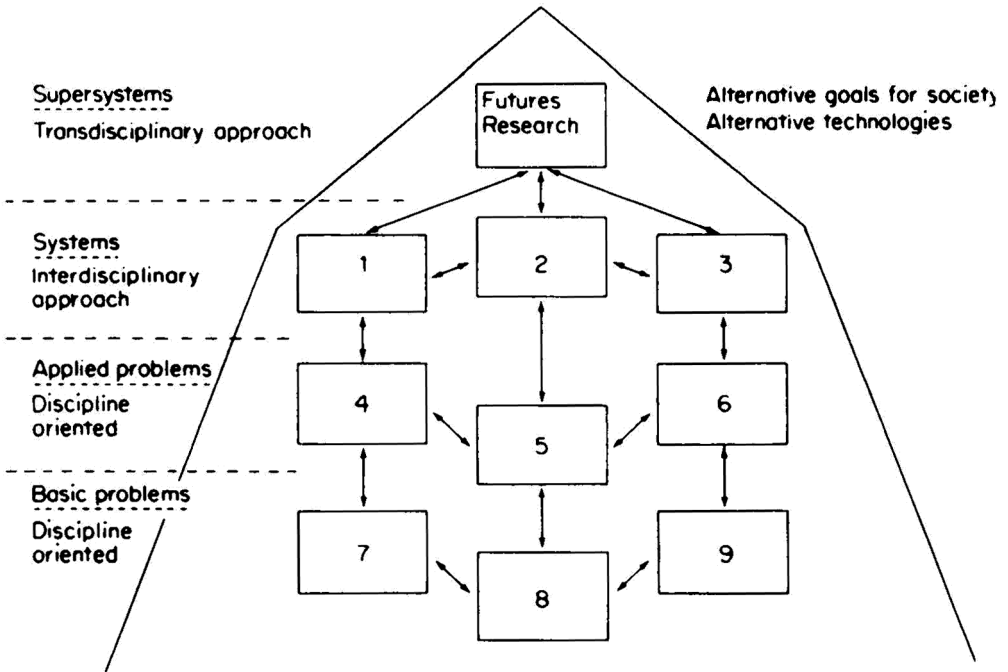 Supersystems
Transdisciplinary approach
Futures
Research
Alternative goals for society
Alternative technologies
Systems
Interdisciplinary
approach
1
2
3
Applied problems
Discipline
oriented
4
5
6
Basic problems
Discipline
oriented
7
8
9